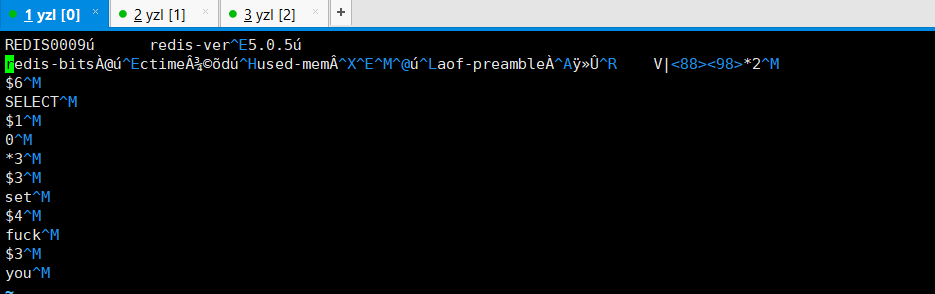 1 yzl [0] × 2 yzl [1] × 3 yzl [2] × +
REDIS0009ú      redis-ver^E5.0.5ú
redis-bitsÀ@ú^EctimeÂ¾©õdú^Hused-memÂ^X^E^M^@ú^Laof-preambleÀ^Aÿ»Û^R    V|<88><98>*2^M
$6^M
SELECT^M
$1^M
0^M
*3^M
$3^M
set^M
$4^M
fuck^M
$3^M
you^M
~